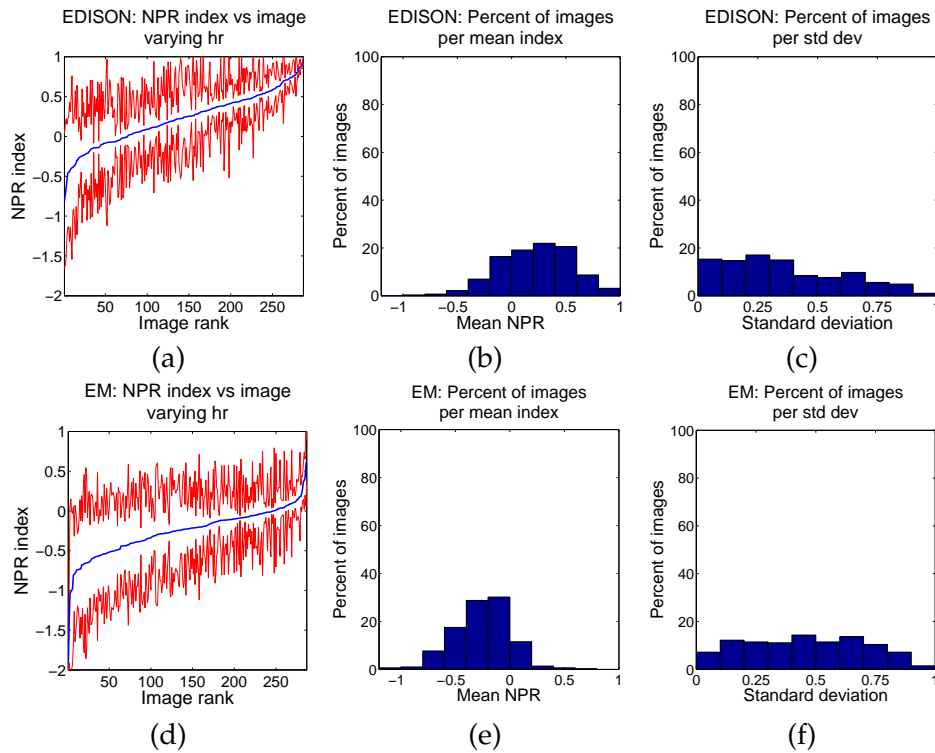 EDISON: NPR index vs image
varying hr
NPR index
1
0.5
0
−0.5
−1
−1.5
−2
50 100 150 200 250
Image rank
(a)
EDISON: Percent of images
per mean index
Percent of images
100
80
60
40
20
0
−1 −0.5 0 0.5 1
Mean NPR
(b)
EDISON: Percent of images
per std dev
Percent of images
100
80
60
40
20
0
0 0.25 0.5 0.75 1
Standard deviation
(c)
EM: NPR index vs image
varying hr
NPR index
1
0.5
0
−0.5
−1
−1.5
−2
50 100 150 200 250
Image rank
(d)
EM: Percent of images
per mean index
Percent of images
100
80
60
40
20
0
−1 −0.5 0 0.5 1
Mean NPR
(e)
EM: Percent of images
per std dev
Percent of images
100
80
60
40
20
0
0 0.25 0.5 0.75 1
Standard deviation
(f)